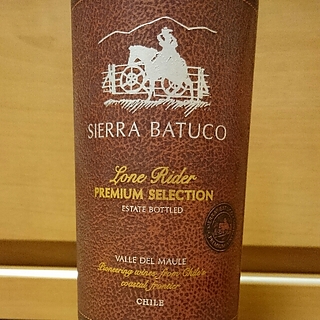 SIERRA BATUCO
Lone Rider
PREMIUM SELECTION
ESTATE BOTTLED
VALLE DEL MAULE
Pioneering wines from Chile's
coastal frontier
CHILE